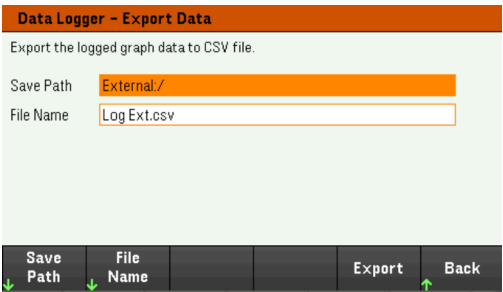 Data Logger - Export Data
Export the logged graph data to CSV file.
Save Path External:/
File Name Log Ext.csv
Save Path File Name Export Back